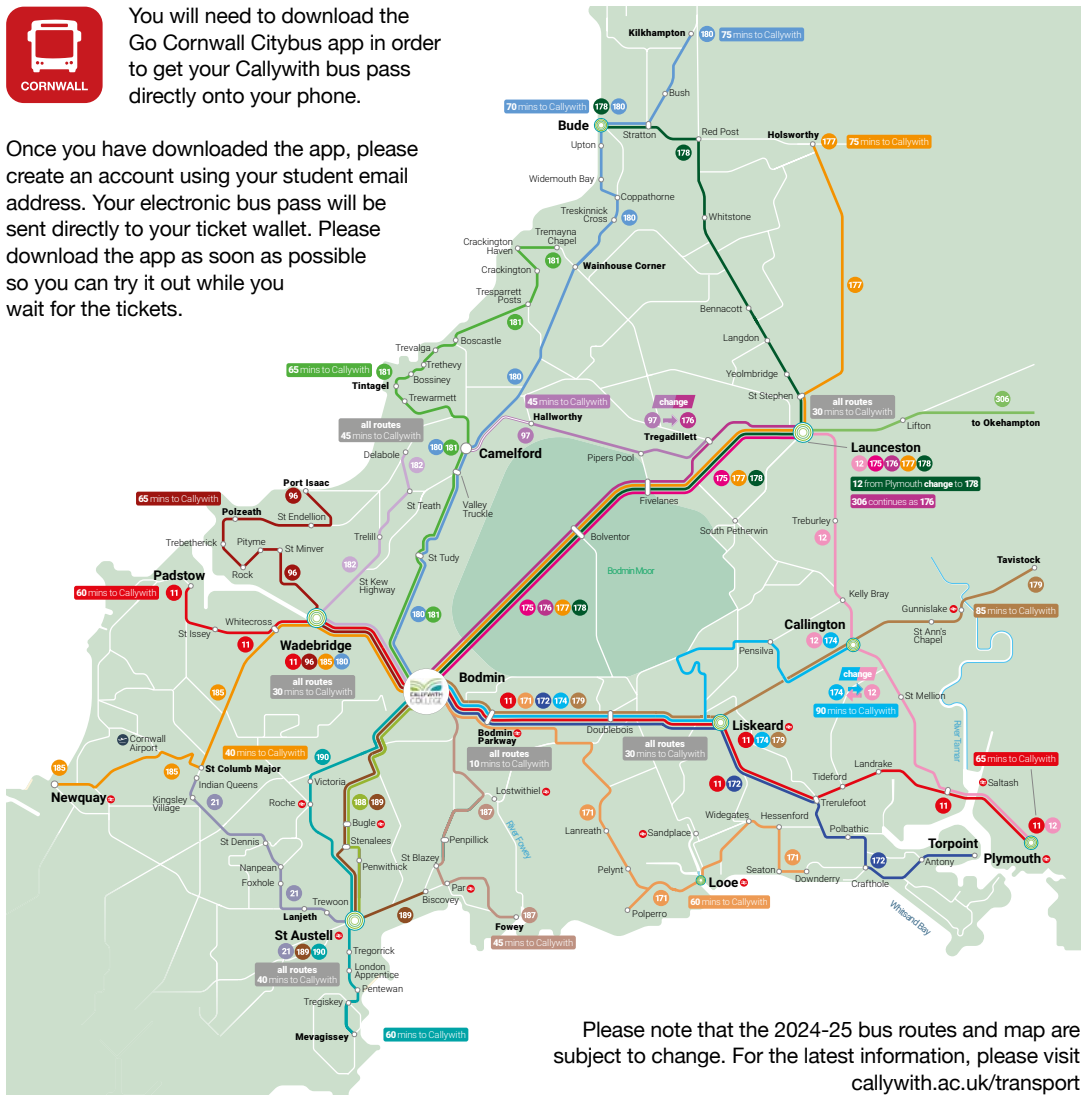 CORNWALL
You will need to download the
Go Cornwall Citybus app in order
to get your Callywith bus pass
directly onto your phone.
Once you have downloaded the app, please
create an account using your student email
address. Your electronic bus pass will be
sent directly to your ticket wallet. Please
download the app as soon as possible
so you can try it out while you
wait for the tickets.
Kilkhampton
180
75 mins to Callywith
Bush
70 mins to Callywith
178
180
Bude
Stratton
Red Post
Upton
178
Holsworthy
177
75 mins to Callywith
Widemouth Bay
Coppathorne
Treskinnick
Cross
180
Whitstone
Tremayna
Chapel
Crackington
Haven
181
Crackington
Wainhouse Corner
177
Tresparrett
Posts
181
Bennacott
Boscastle
Langdon
Trevalga
Trethevy
65 mins to Callywith
181
Bossiney
Tintagel
180
Yeolmbridge
Trewarmett
45 mins to Callywith
change
97
176
St Stephen
all routes
30 mins to Callywith
306
Hallworthy
all routes
45 mins to Callywith
97
Tregadillett
Lifton
to Okehampton
Delabole
180
181
Camelford
Pipers Pool
Launceston
12
175
176
177
178
12 from Plymouth change to 178
306 continues as 176
182
175
177
178
Fivelanes
65 mins to Callywith
96
Port Isaac
Polzeath
St Endellion
St Teath
Valley
Truckle
South Petherwin
Treburley
Trebetherick
Pityme
St Minver
Trelill
Bolventor
12
Rock
96
182
St Tudy
Bodmin Moor
Tavistock
179
Padstow
60 mins to Callywith
11
St Kew
Highway
Kelly Bray
Gunnislake
85 mins to Callywith
175
176
177
178
180
181
St Issey
Whitecross
11
Callington
12
174
St Ann's
Chapel
Wadebridge
11
96
185
180
all routes
30 mins to Callywith
Pensilva
change
174
12
90 mins to Callywith
St Mellion
Bodmin
CALLYWITH
COLLEGE
185
11
171
172
174
179
River Tamar
Bodmin
Parkway
Doublebois
Liskeard
11
174
179
Cornwall
Airport
40 mins to Callywith
190
all routes
10 mins to Callywith
all routes
30 mins to Callywith
65 mins to Callywith
185
185
St Columb Major
Indian Queens
Victoria
Landrake
Tideford
Saltash
Newquay
Kingsley
Village
21
Roche
188
189
Lostwithiel
187
11
172
Trerulefoot
11
171
Bugle
River Fowey
Widegates
Hessenford
11
12
St Dennis
Stenalees
Penpillick
Lanreath
Sandplace
Polbathic
Torpoint
Plymouth
Nanpean
Penwithick
St Blazey
Pelynt
171
172
Antony
Foxhole
Par
Looe
Seaton
Downderry
Crafthole
21
Trewoon
Biscovey
171
60 mins to Callywith
Lanjeth
189
187
Polperro
Whitsand Bay
St Austell
21
189
190
all routes
40 mins to Callywith
Fowey
45 mins to Callywith
Tregorrick
London
Apprentice
Pentewan
Tregiskey
Mevagissey
60 mins to Callywith
Please note that the 2024-25 bus routes and map are
subject to change. For the latest information, please visit
callywith.ac.uk/transport